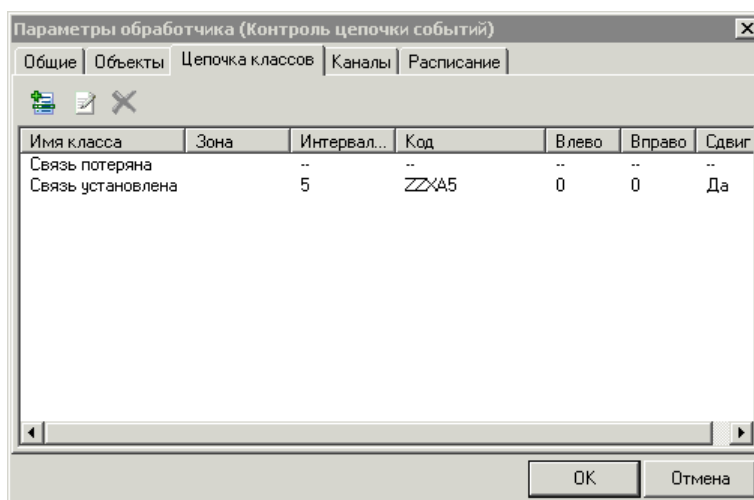 Параметры обработчика (Контроль цепочки событий)
Общие Объекты Цепочка классов Каналы Расписание
Имя класса Зона Интервал... Код Влево Вправо Сдвиг
Связь потеряна -- -- -- -- --
Связь установлена 5 ZZXA5 0 0 Да
OK Отмена